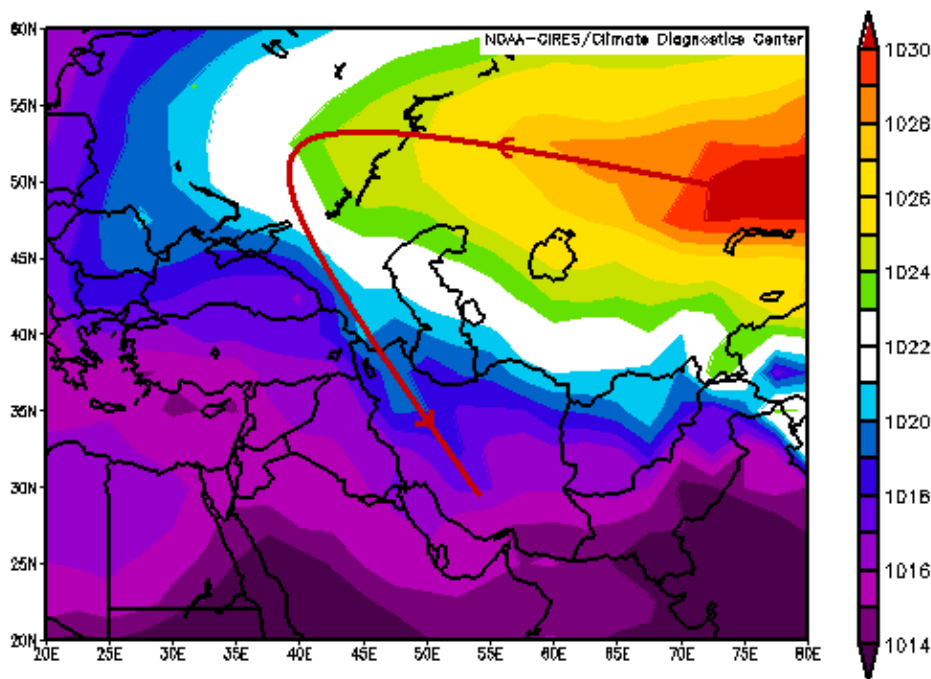 NOAA-CIRES/Climate Diagnostics Center
60N
55N
50N
45N
40N
35N
30N
25N
20N
20E 25E 30E 35E 40E 45E 50E 55E 60E 65E 70E 75E 80E
1030
1028
1026
1024
1022
1020
1018
1016
1014